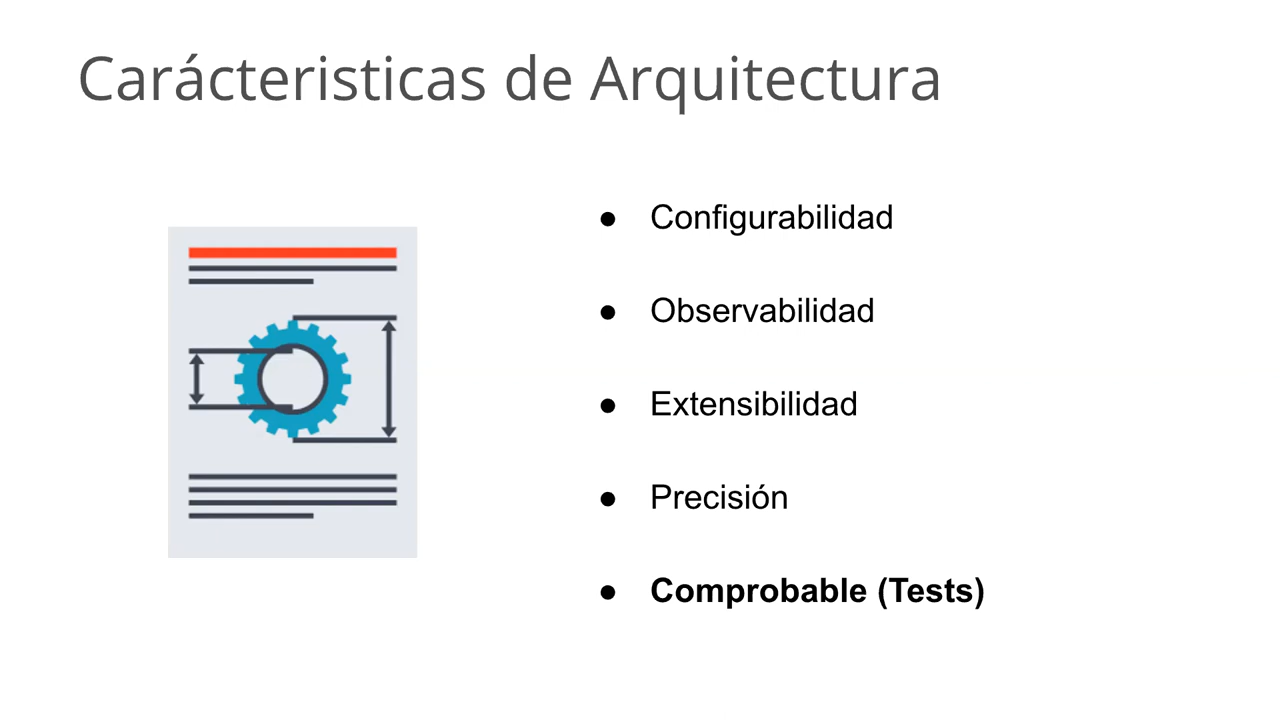 Carácteristicas de Arquitectura
● Configurabilidad
● Observabilidad
● Extensibilidad
● Precisión
● Comprobable (Tests)